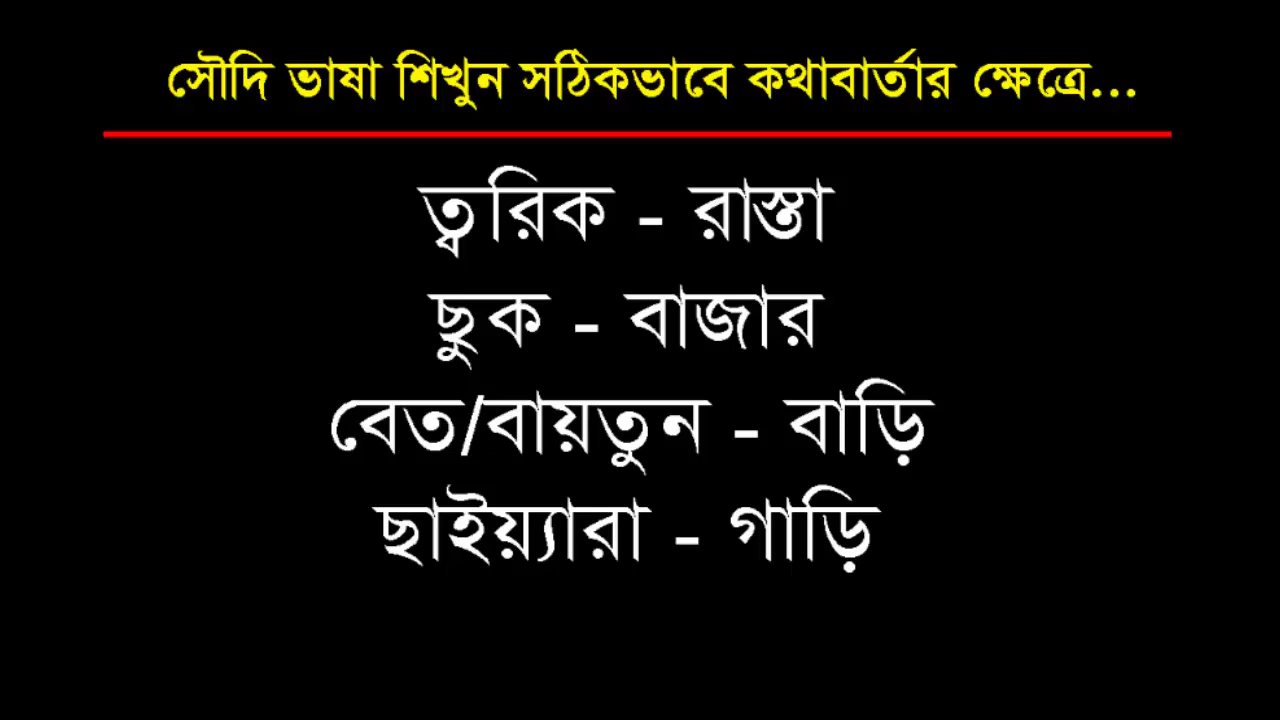 সৌদি ভাষা শিখুন সঠিকভাবে কথাবার্তার ক্ষেত্রে...
ত্বরিক - রাস্তা
ছুক - বাজার
বেত/বায়তুন - বাড়ি
ছাইয়্যারা - গাড়ি